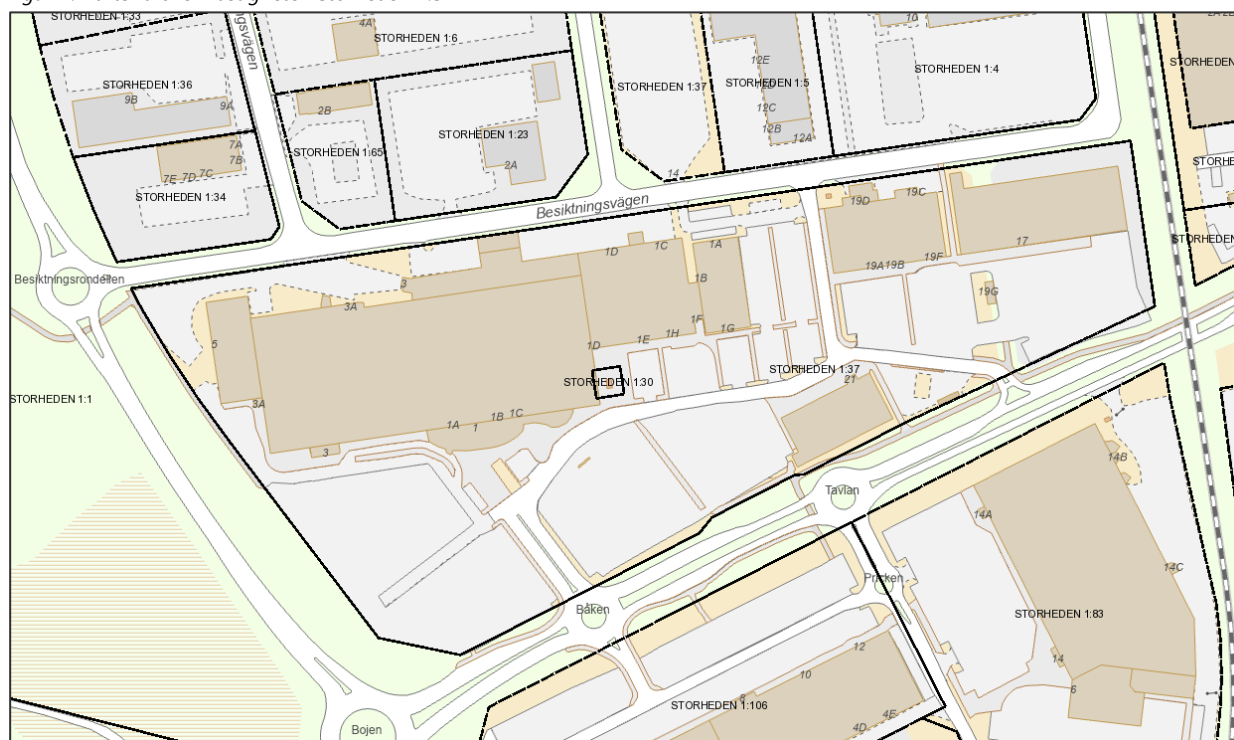 STORHEDEN 1:33
4A
STORHEDEN 1:6
10
STORHEDEN 1:36
9B
9A
ngsvägen
2B
STORHEDEN 1:23
2A
STORHEDEN 1:37
12E
STORHEDEN 1:5
12C
12B
12A
STORHEDEN 1:4
STORHEDEN
7A
7B
7C
7D
7E
STORHEDEN 1:34
STORHEDEN 1:65
14
STORHEDEN
Besiktningsvägen
STORHEDEN
Besiktningsrondellen
3
3A
1D
1C
1A
1B
19D
19C
17
19A
19B
19F
19G
5
1D
1E
1H
1F
1G
STORHEDEN 1:30
STORHEDEN 1:37
21
STORHEDEN 1:1
3A
1A
1B
1C
1
3
Tavlan
14B
14A
14C
Pricken
Båken
STORHEDEN 1:83
14
6
12
10
8
STORHEDEN 1:106
4E
4D
Bojen